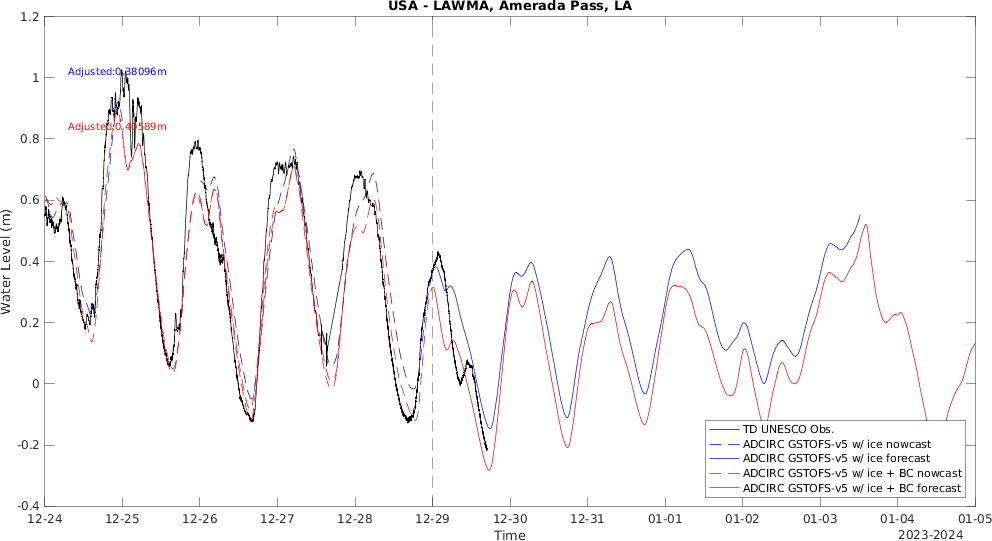 USA - LAWMA, Amerada Pass, LA
1.2
1
0.8
0.6
0.4
0.2
0
-0.2
-0.4
Water Level (m)
Adjusted:0.38096m
Adjusted:0.40589m
TD UNESCO Obs.
ADCIRC GSTOFS-v5 w/ ice nowcast
ADCIRC GSTOFS-v5 w/ ice forecast
ADCIRC GSTOFS-v5 w/ ice + BC nowcast
ADCIRC GSTOFS-v5 w/ ice + BC forecast
12-24 12-25 12-26 12-27 12-28 12-29 12-30 12-31 01-01 01-02 01-03 01-04 01-05
Time
2023-2024